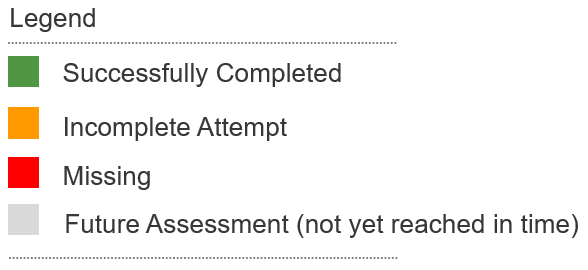 Legend
Successfully Completed
Incomplete Attempt
Missing
Future Assessment (not yet reached in time)